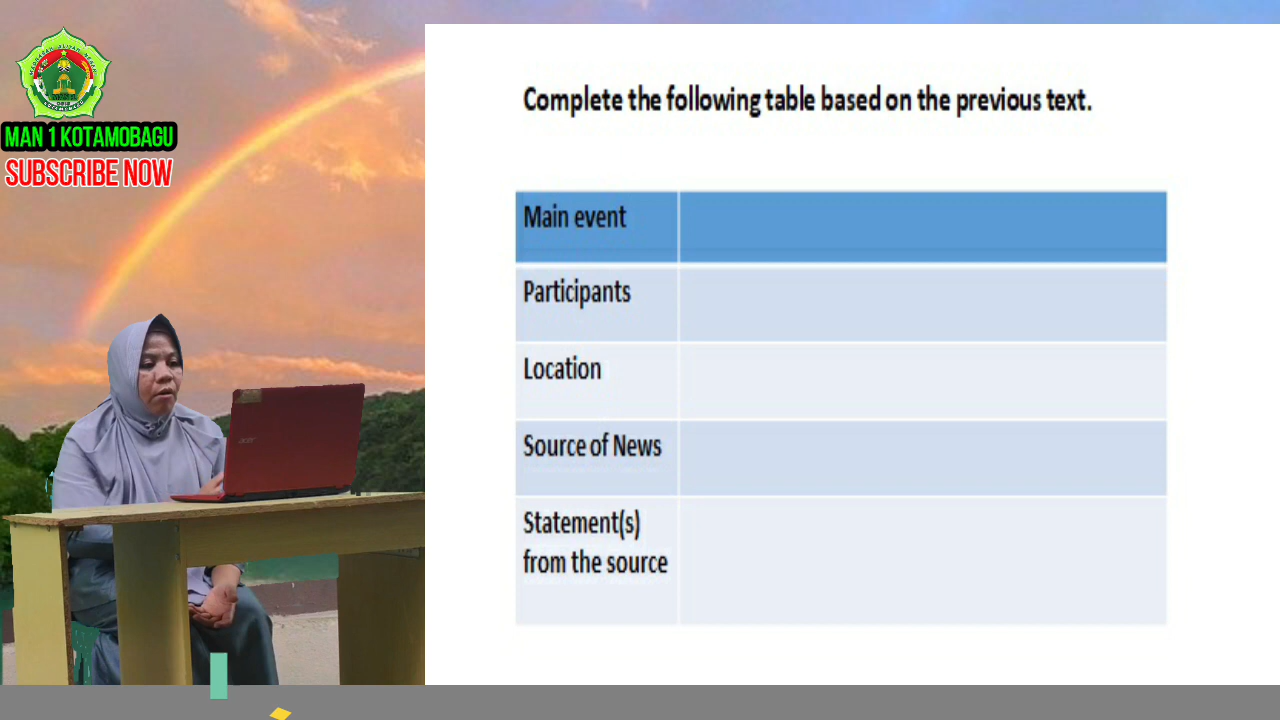 MAN 1 KOTAMOBAGU
SUBSCRIBE NOW
Complete the following table based on the previous text.
Main event
Participants
Location
Source of News
Statement(s)
from the source
acer